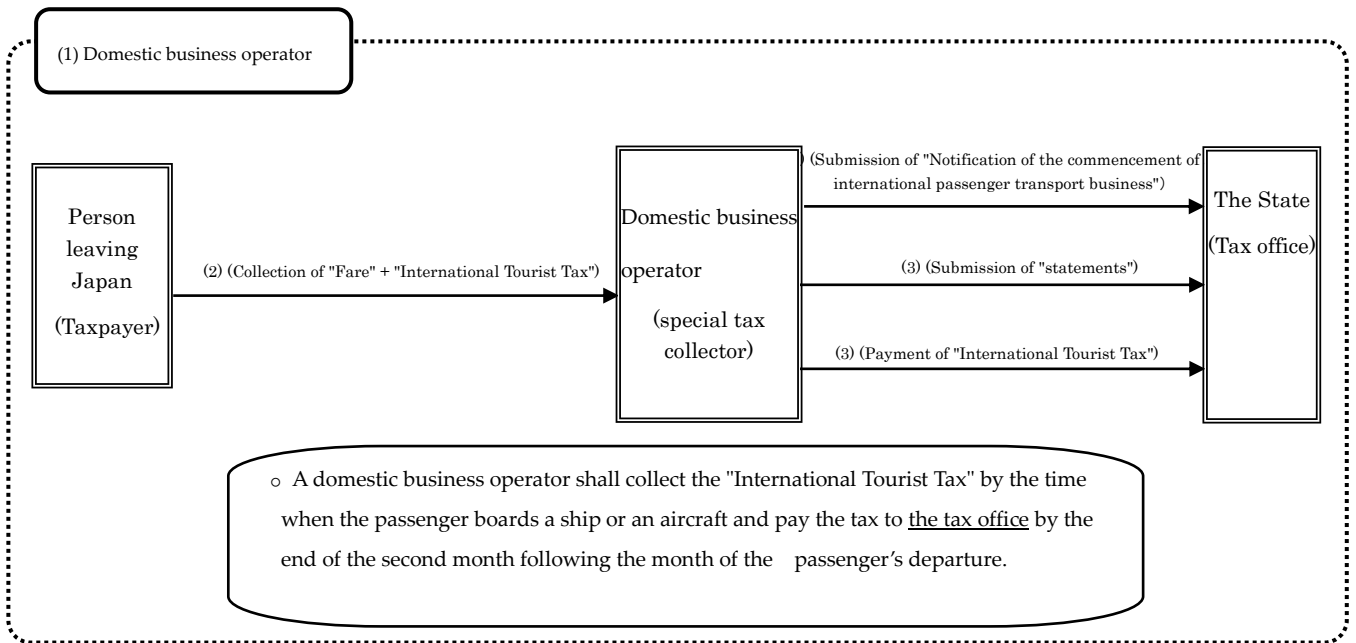 (1) Domestic business operator
Person
leaving
Japan
(Taxpayer)
(2) (Collection of "Fare" + "International Tourist Tax")
Domestic business
operator
(special tax
collector)
) (Submission of "Notification of the commencement of
international passenger transport business")
(3) (Submission of "statements")
(3) (Payment of "International Tourist Tax")
The State
(Tax office)
○ A domestic business operator shall collect the "International Tourist Tax" by the time
when the passenger boards a ship or an aircraft and pay the tax to the tax office by the
end of the second month following the month of the passenger’s departure.